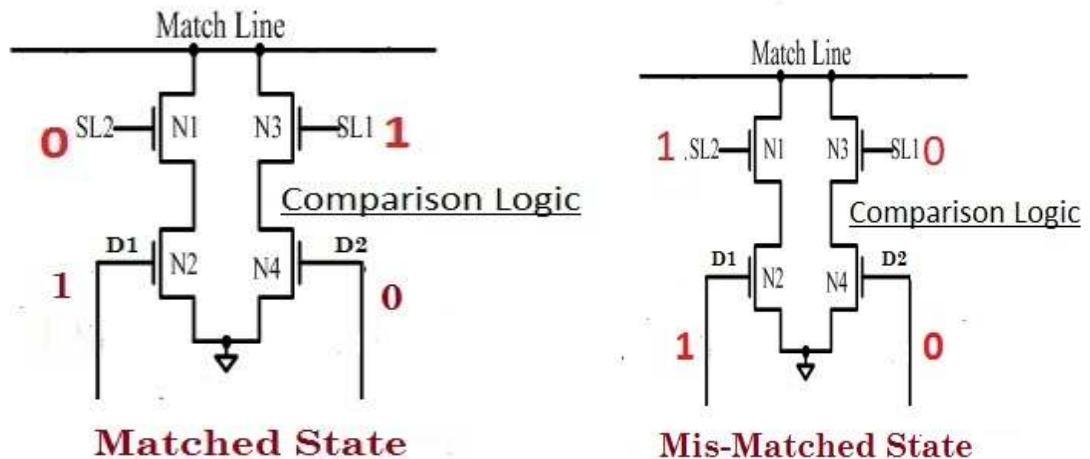 Match Line
0 SL2 N1 N3 SL1 1
Comparison Logic
D1 N2 N4 D2
1 0
Matched State
Match Line
1 SL2 N1 N3 SL1 0
Comparison Logic
D1 N2 N4 D2
1 0
Mis-Matched State